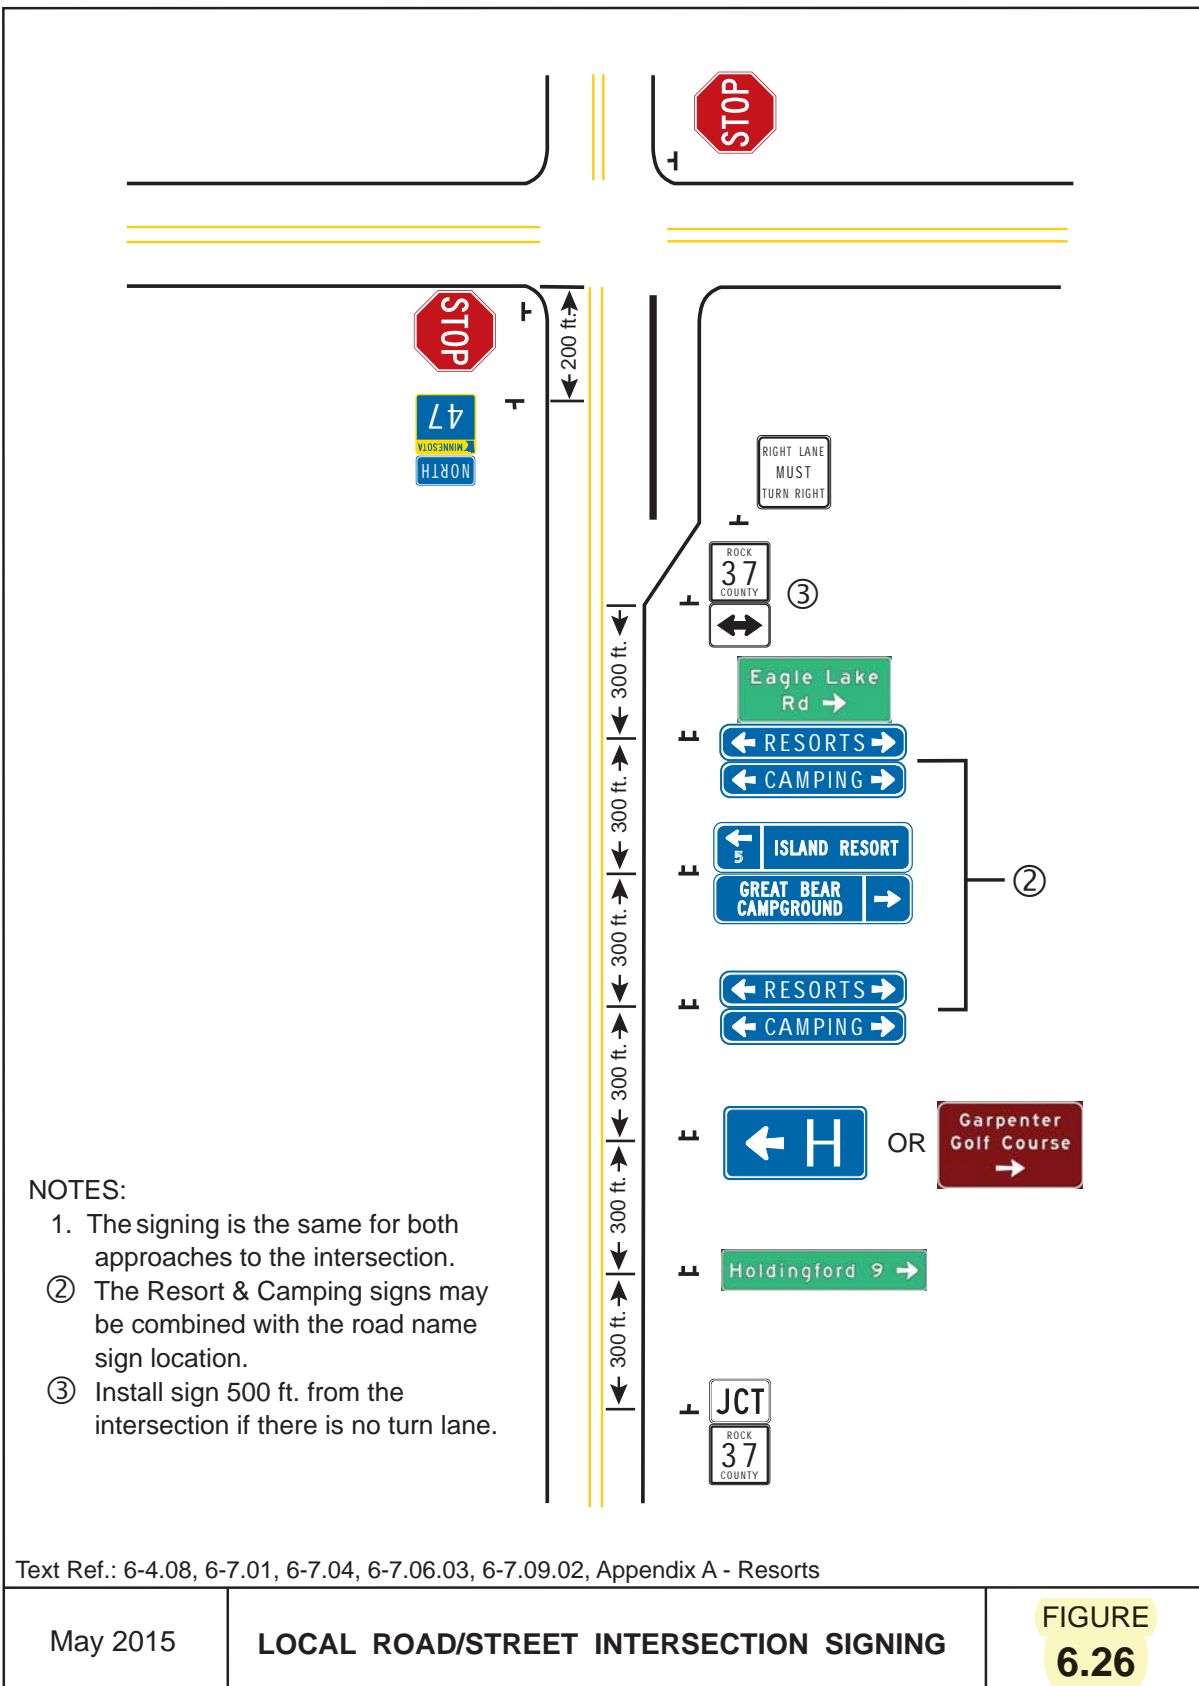 STOP
STOP
200 ft.
47
MINNESOTA
NORTH
RIGHT LANE
MUST
TURN RIGHT
ROCK
37
COUNTY
③
300 ft.
Eagle Lake
Rd
RESORTS
CAMPING
300 ft.
5
ISLAND RESORT
GREAT BEAR
CAMPGROUND
②
300 ft.
RESORTS
CAMPING
300 ft.
H
OR
Garpenter
Golf Course
300 ft.
Holdingford 9
300 ft.
JCT
ROCK
37
COUNTY
NOTES:
1. The signing is the same for both
approaches to the intersection.
② The Resort & Camping signs may
be combined with the road name
sign location.
③ Install sign 500 ft. from the
intersection if there is no turn lane.
Text Ref.: 6-4.08, 6-7.01, 6-7.04, 6-7.06.03, 6-7.09.02, Appendix A - Resorts
May 2015
LOCAL ROAD/STREET INTERSECTION SIGNING
FIGURE
6.26